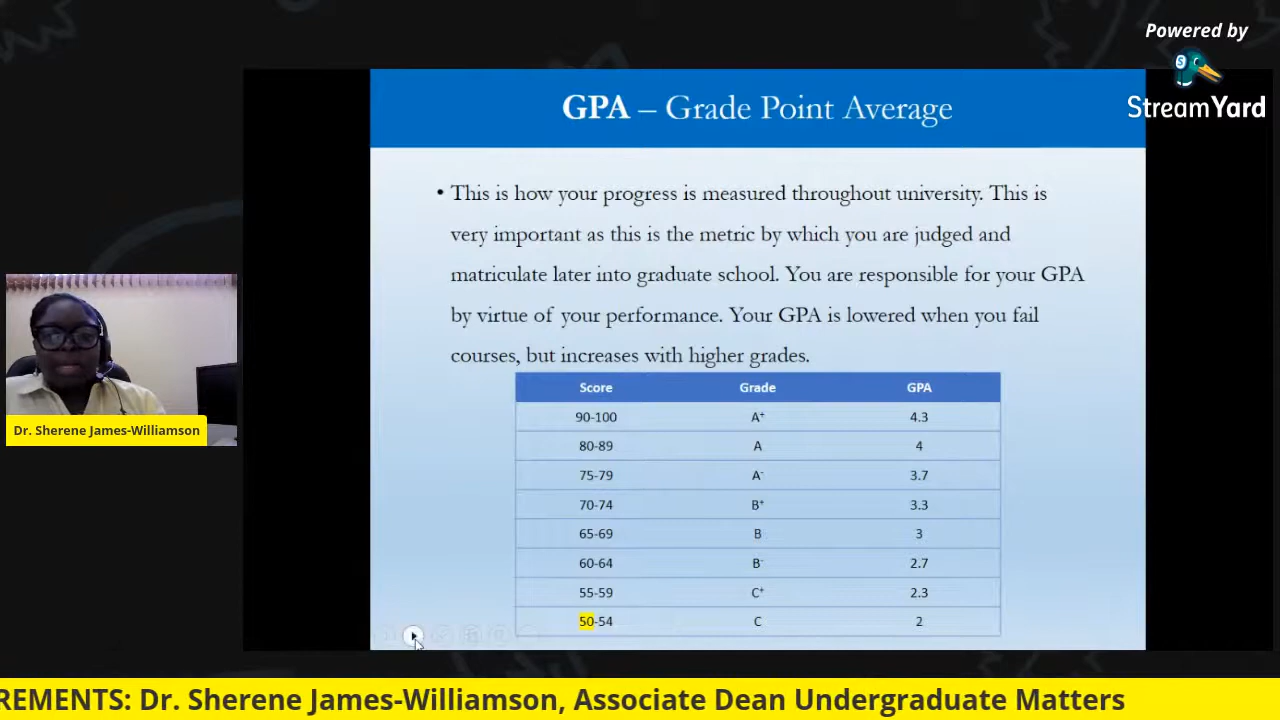 Powered by
StreamYard
GPA – Grade Point Average
• This is how your progress is measured throughout university. This is
very important as this is the metric by which you are judged and
matriculate later into graduate school. You are responsible for your GPA
by virtue of your performance. Your GPA is lowered when you fail
courses, but increases with higher grades.
Score Grade GPA
90-100 A⁺ 4.3
80-89 A 4
75-79 A⁻ 3.7
70-74 B⁺ 3.3
65-69 B 3
60-64 B⁻ 2.7
55-59 C⁺ 2.3
50-54 C 2
Dr. Sherene James-Williamson
REMENTS: Dr. Sherene James-Williamson, Associate Dean Undergraduate Matters